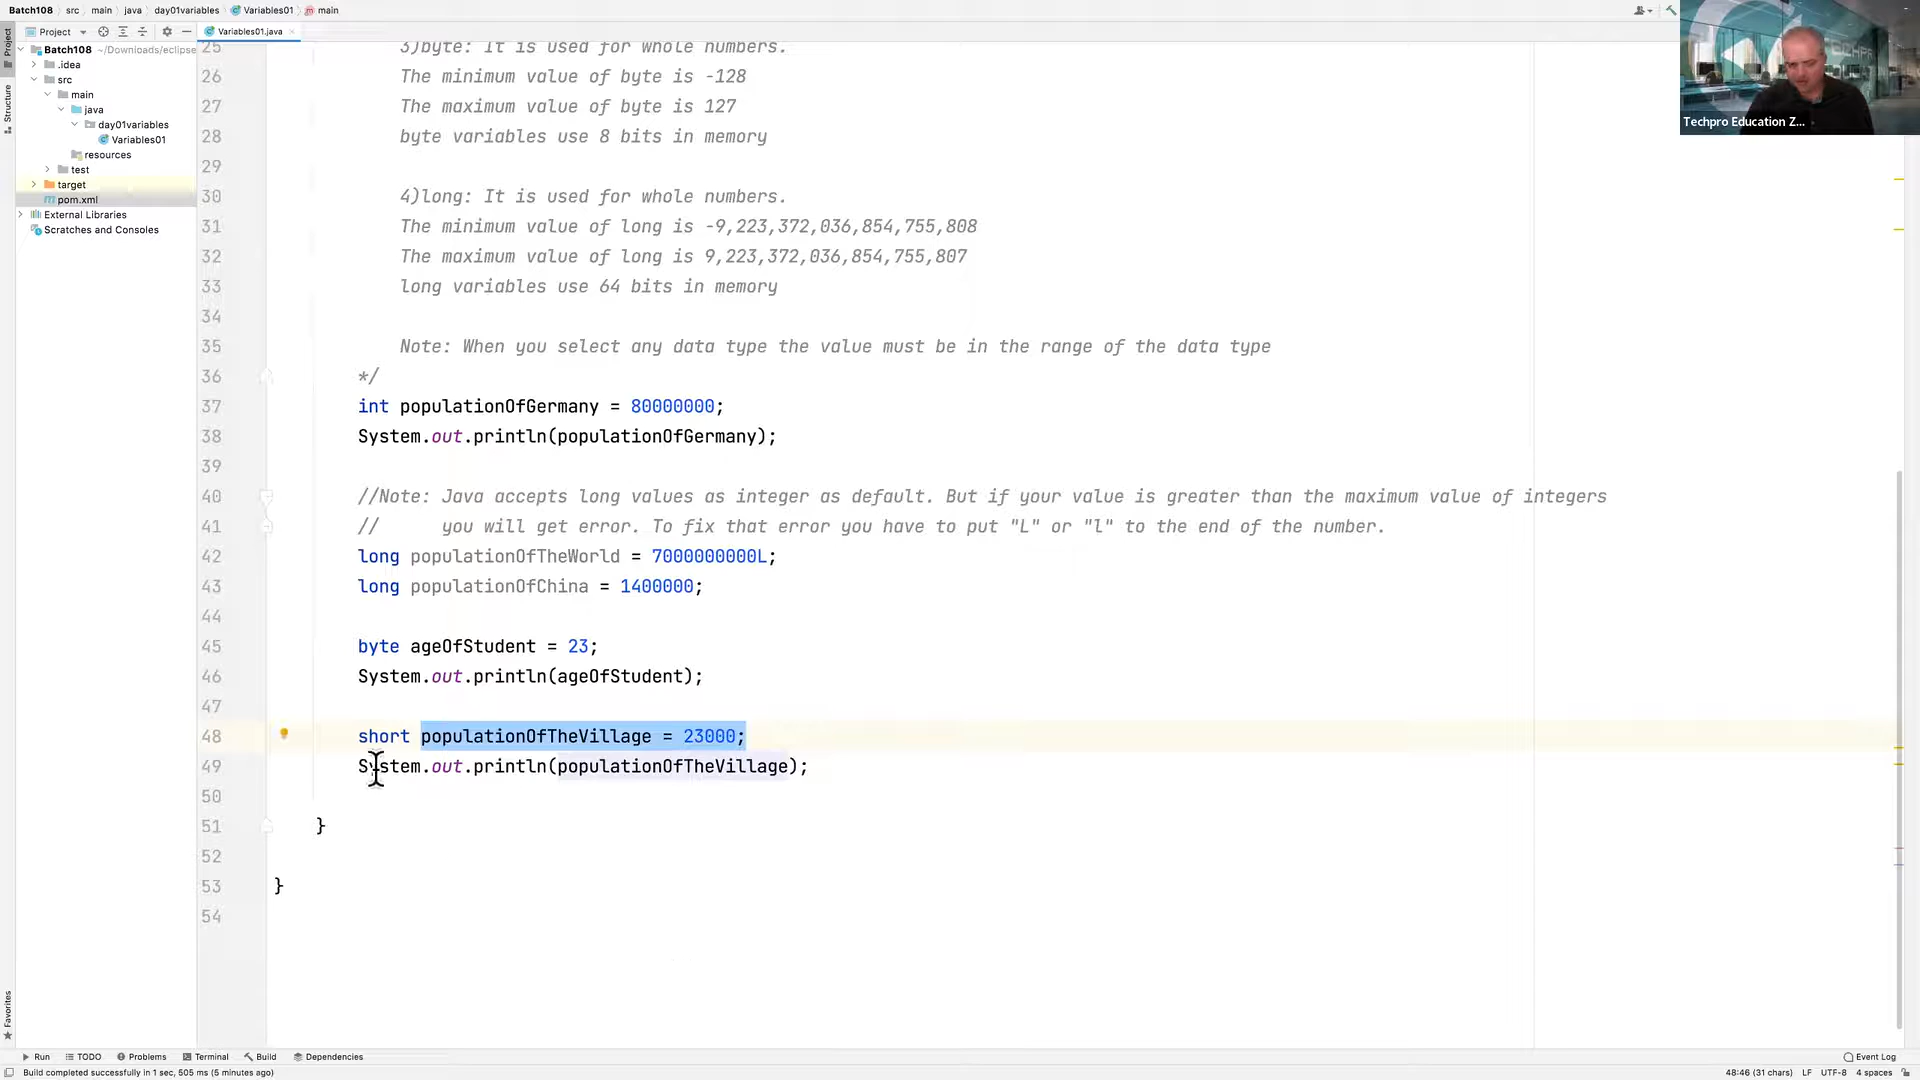 Batch108 src main java day01variables Variables01 main
Project
Variables01.java
Project
Batch108 ~/Downloads/eclipse
.idea
src
main
java
day01variables
Variables01
resources
test
target
pom.xml
External Libraries
Scratches and Consoles
Structure
Favorites
25 3)byte: It is used for whole numbers.
26 The minimum value of byte is -128
27 The maximum value of byte is 127
28 byte variables use 8 bits in memory
29
30 4)long: It is used for whole numbers.
31 The minimum value of long is -9,223,372,036,854,755,808
32 The maximum value of long is 9,223,372,036,854,755,807
33 long variables use 64 bits in memory
34
35 Note: When you select any data type the value must be in the range of the data type
36 */
37 int populationOfGermany = 80000000;
38 System.out.println(populationOfGermany);
39
40 //Note: Java accepts long values as integer as default. But if your value is greater than the maximum value of integers
41 // you will get error. To fix that error you have to put "L" or "l" to the end of the number.
42 long populationOfTheWorld = 7000000000L;
43 long populationOfChina = 1400000;
44
45 byte ageOfStudent = 23;
46 System.out.println(ageOfStudent);
47
48 short populationOfTheVillage = 23000;
49 System.out.println(populationOfTheVillage);
50
51 }
52
53 }
54
Techpro Education Z...
Run TODO Problems Terminal Build Dependencies Event Log
Build completed successfully in 1 sec, 505 ms (5 minutes ago) 48:46 (31 chars) LF UTF-8 4 spaces